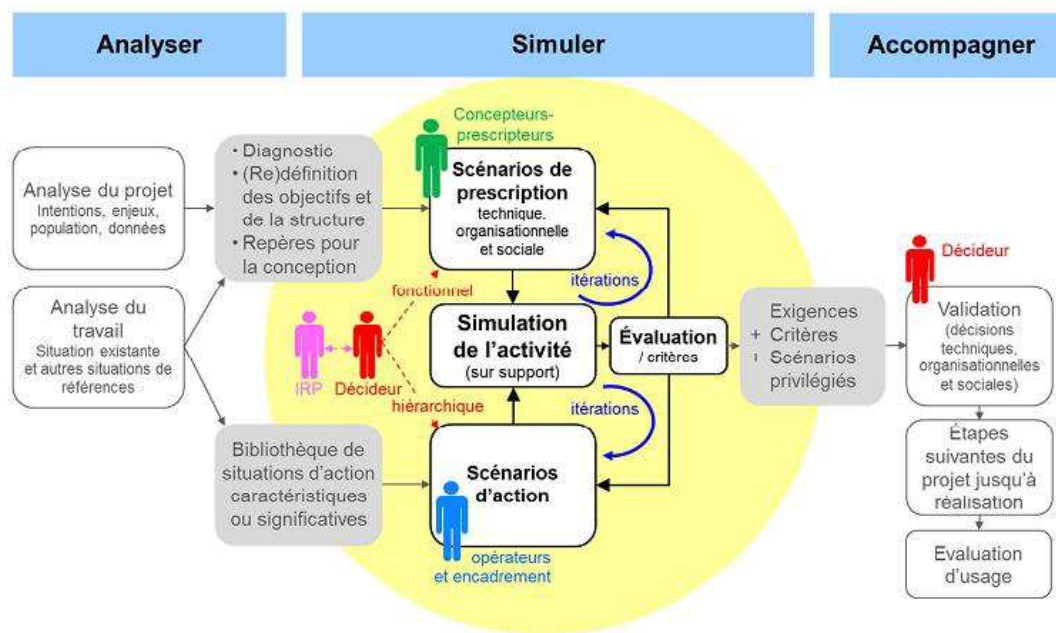 Analyser
Simuler
Accompagner
Analyse du projet
Intentions, enjeux,
population, données
Analyse du
travail
Situation existante
et autres situations de
références
• Diagnostic
• (Re)définition
des objectifs et
de la structure
• Repères pour
la conception
Bibliothèque de
situations d'action
caractéristiques
ou significatives
Concepteurs-
prescripteurs
Scénarios de
prescription
technique,
organisationnelle
et sociale
fonctionnel
itérations
IRP
Décideur
hiérarchique
Simulation
de l'activité
(sur support)
Évaluation
/ critères
itérations
Scénarios
d'action
opérateurs
et encadrement
Exigences
+ Critères
+ Scénarios
privilégiés
Décideur
Validation
(décisions
techniques,
organisationnelles
et sociales)
Étapes
suivantes du
projet jusqu'à
réalisation
Evaluation
d'usage